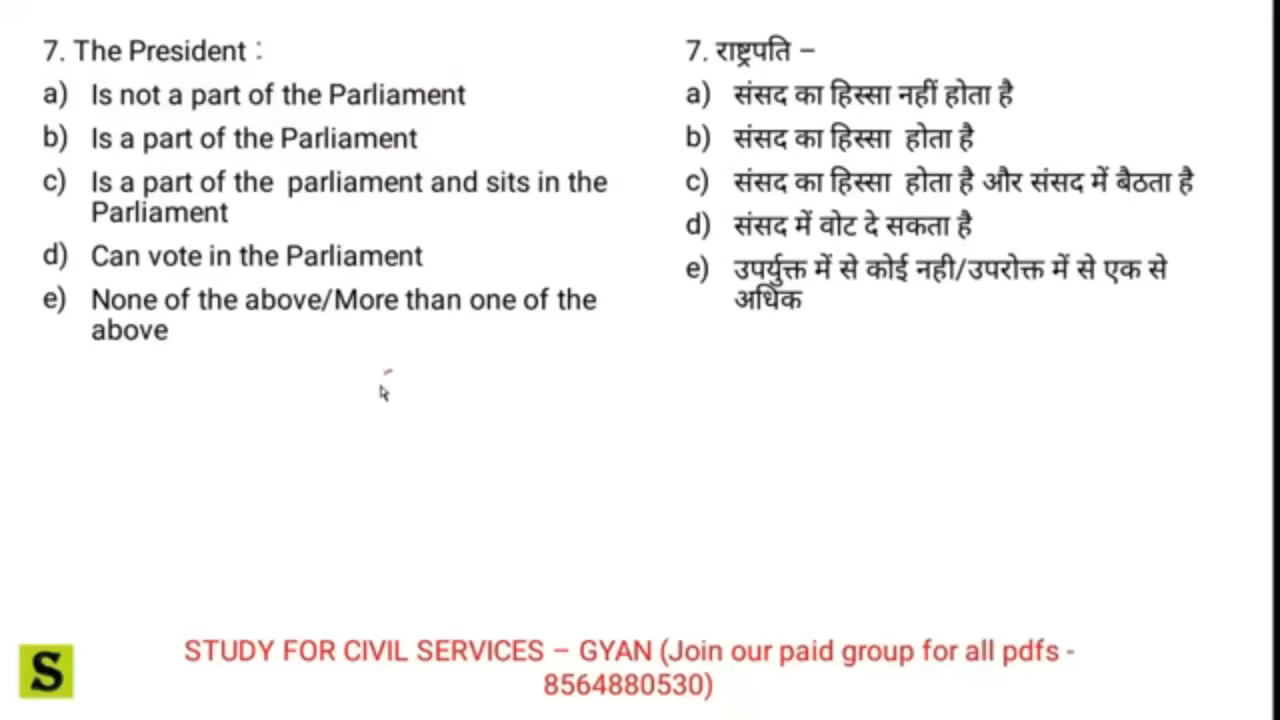 7. The President :
a) Is not a part of the Parliament
b) Is a part of the Parliament
c) Is a part of the parliament and sits in the
Parliament
d) Can vote in the Parliament
e) None of the above/More than one of the
above
7. राष्ट्रपति –
a) संसद का हिस्सा नहीं होता है
b) संसद का हिस्सा होता है
c) संसद का हिस्सा होता है और संसद में बैठता है
d) संसद में वोट दे सकता है
e) उपर्युक्त में से कोई नही/उपरोक्त में से एक से
अधिक
S
STUDY FOR CIVIL SERVICES – GYAN (Join our paid group for all pdfs -
8564880530)